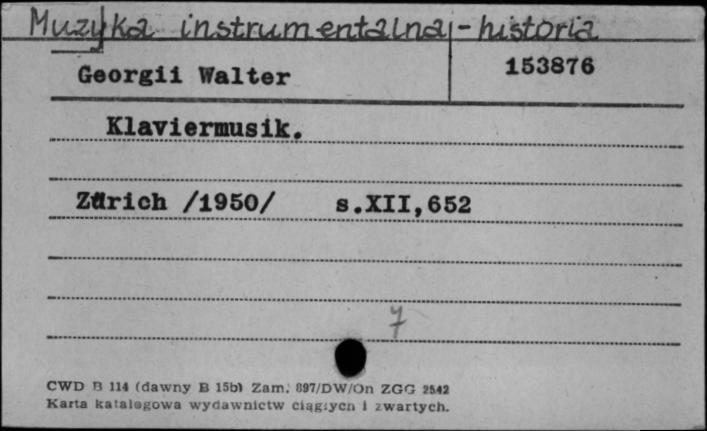 Muzyka instrumentalna - historia
Georgii Walter 153876
Klaviermusik.
Zürich /1950/ s.XII,652
7
CWD B 114 (dawny B 15b) Zam. 897/DW/On ZGG 2542
Karta katalogowa wydawnictw ciągłych i zwartych.